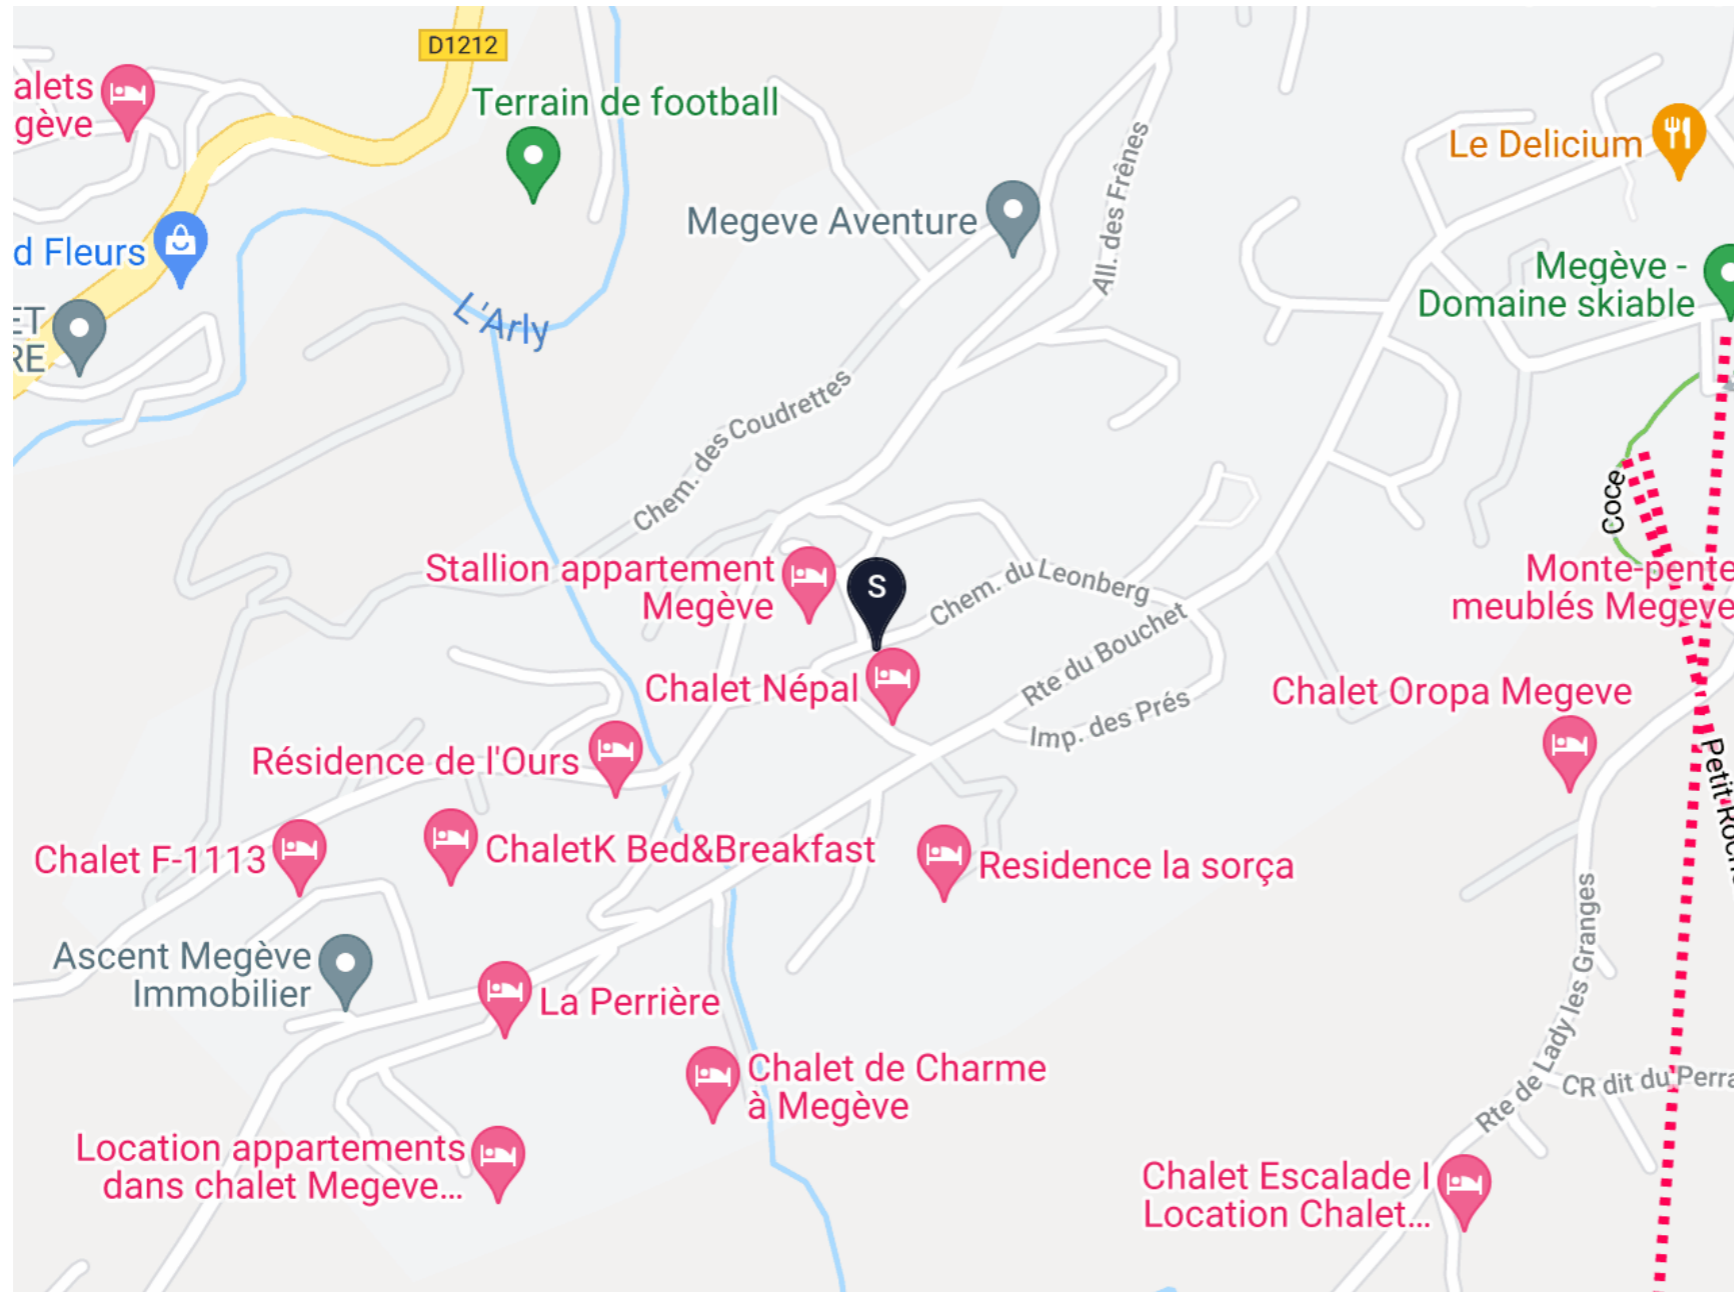 D1212
alets
gève
Terrain de football
Le Delicium
All. des Frênes
Megeve Aventure
d Fleurs
Megève -
Domaine skiable
L'Arly
ET
RE
Chem. des Coudrettes
Coce
Stallion appartement
Megève
S
Chem. du Leonberg
Monte-pente
meublés Megeve
Rte du Bouchet
Chalet Népal
Imp. des Prés
Chalet Oropa Megeve
Petit Roche
Résidence de l'Ours
Chalet F-1113
ChaletK Bed&Breakfast
Residence la sorça
Ascent Megève
Immobilier
La Perrière
Rte de Lady les Granges
Chalet de Charme
à Megève
CR dit du Perra
Location appartements
dans chalet Megeve...
Chalet Escalade I
Location Chalet...